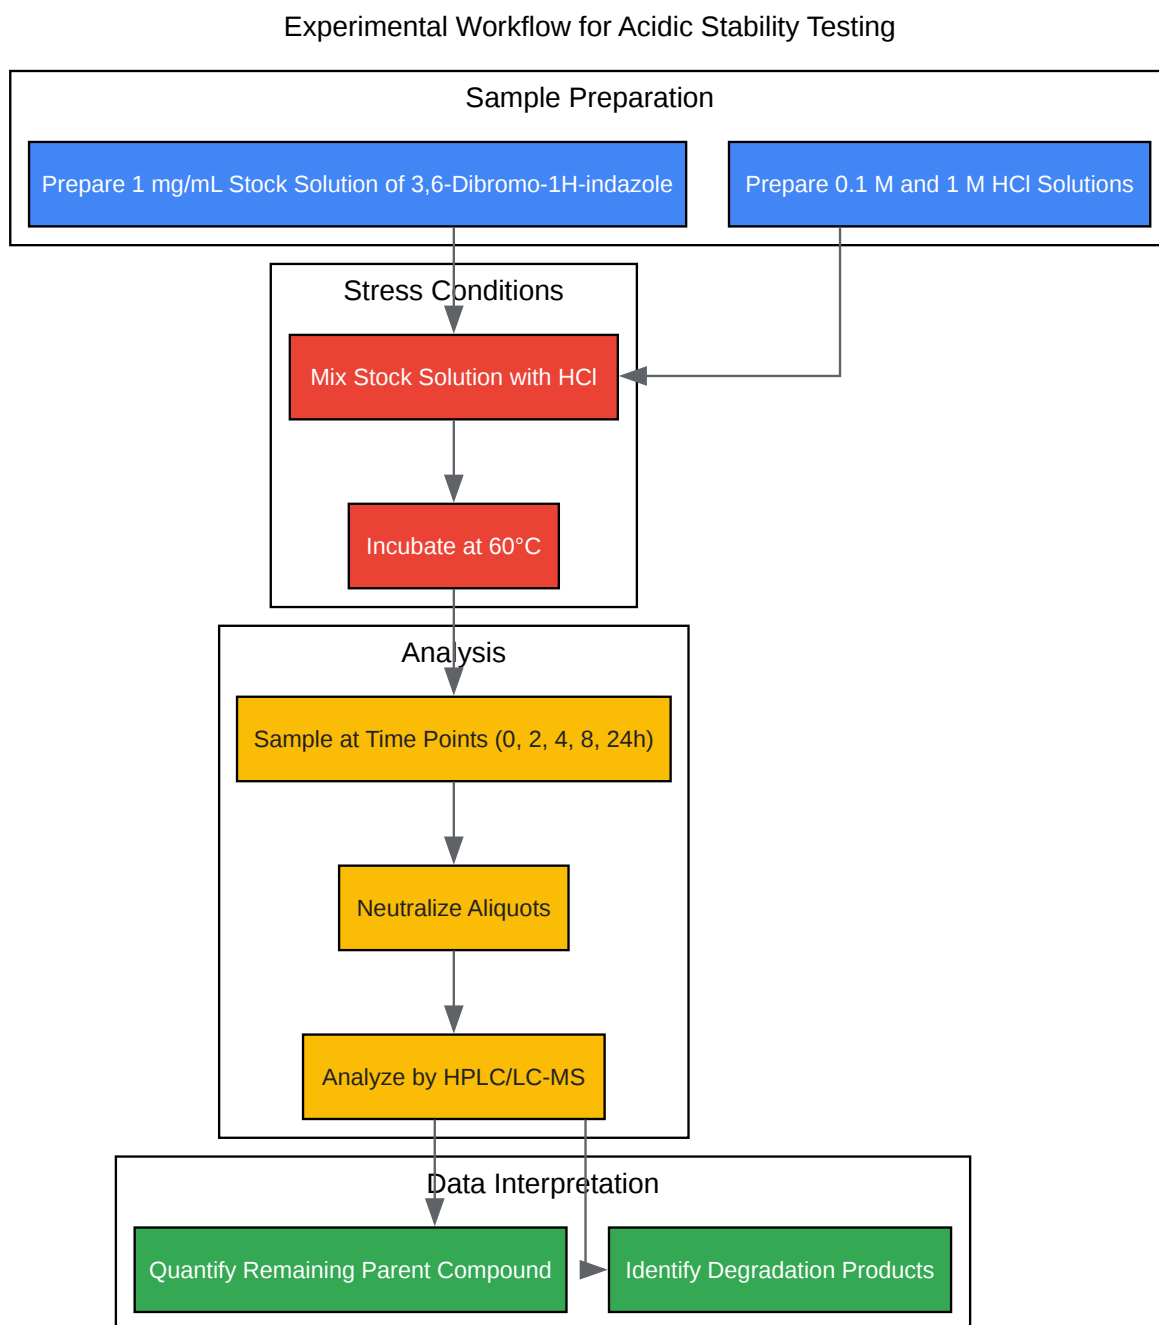 Experimental Workflow for Acidic Stability Testing
Sample Preparation
Prepare 1 mg/mL Stock Solution of 3,6-Dibromo-1H-indazole
Prepare 0.1 M and 1 M HCl Solutions
Stress Conditions
Mix Stock Solution with HCl
Incubate at 60°C
Analysis
Sample at Time Points (0, 2, 4, 8, 24h)
Neutralize Aliquots
Analyze by HPLC/LC-MS
Data Interpretation
Quantify Remaining Parent Compound
Identify Degradation Products